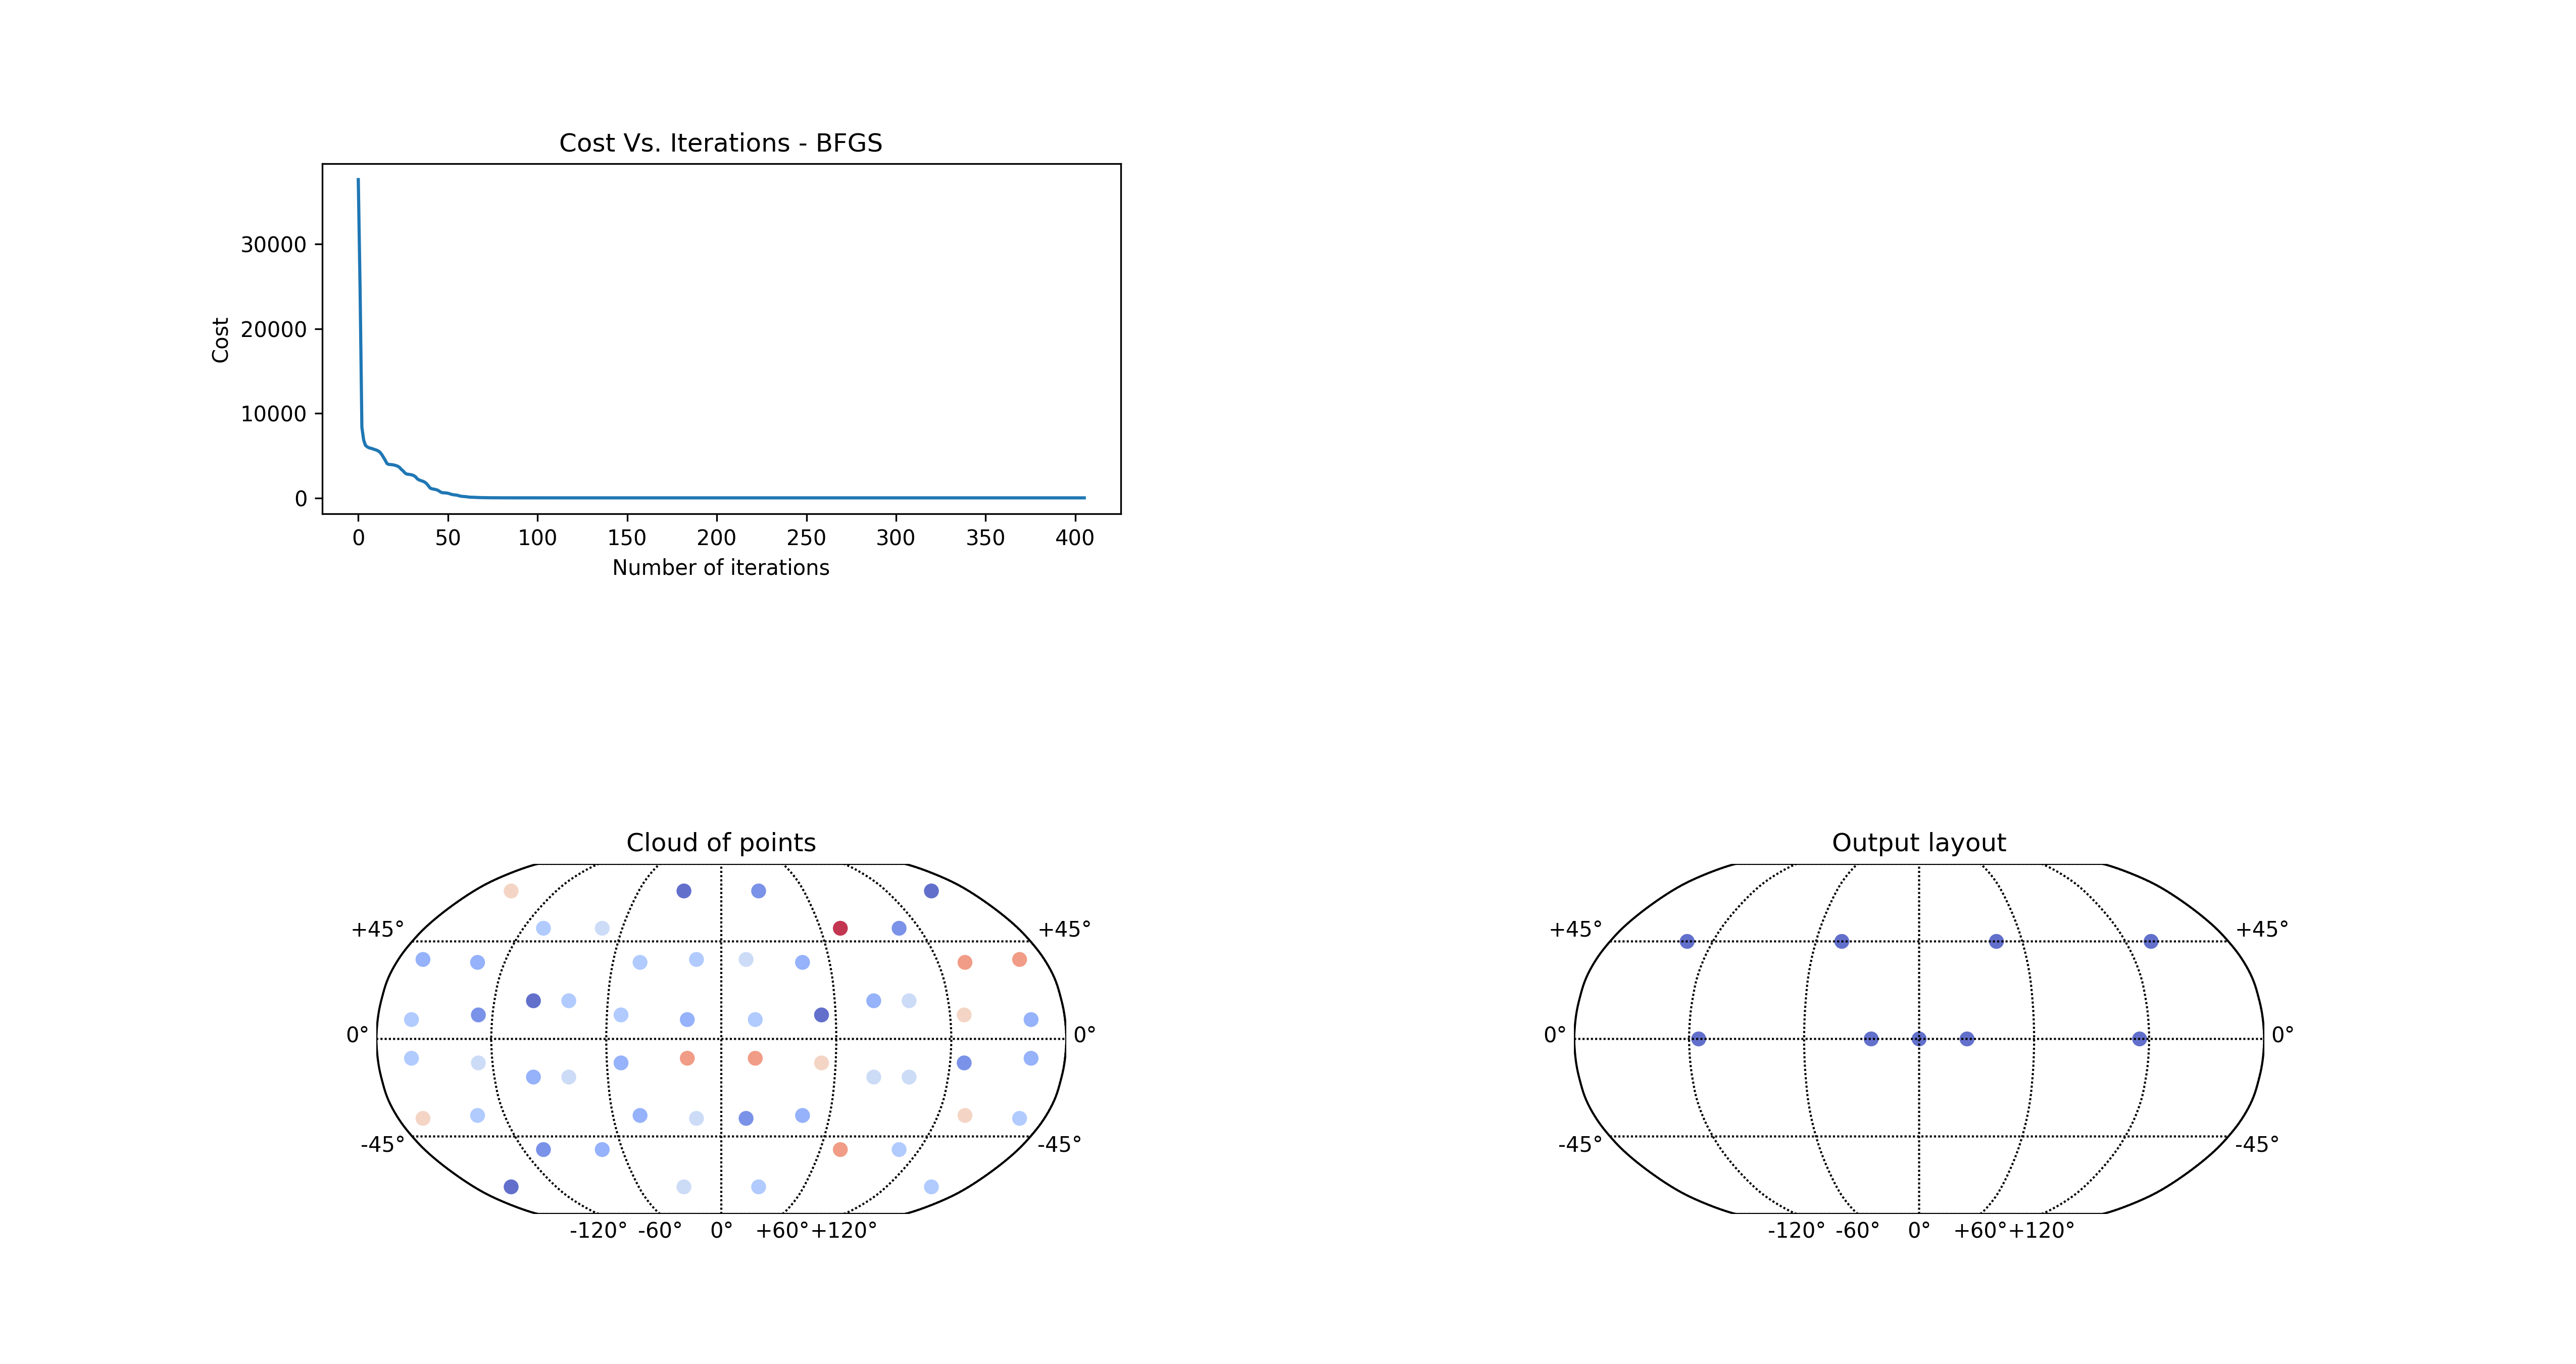 Cost Vs. Iterations - BFGS
30000
20000
10000
0
Cost
0 50 100 150 200 250 300 350 400
Number of iterations
Cloud of points
+45° +45°
0° 0°
-45° -45°
-120° -60° 0° +60° +120°
Output layout
+45° +45°
0° 0°
-45° -45°
-120° -60° 0° +60° +120°